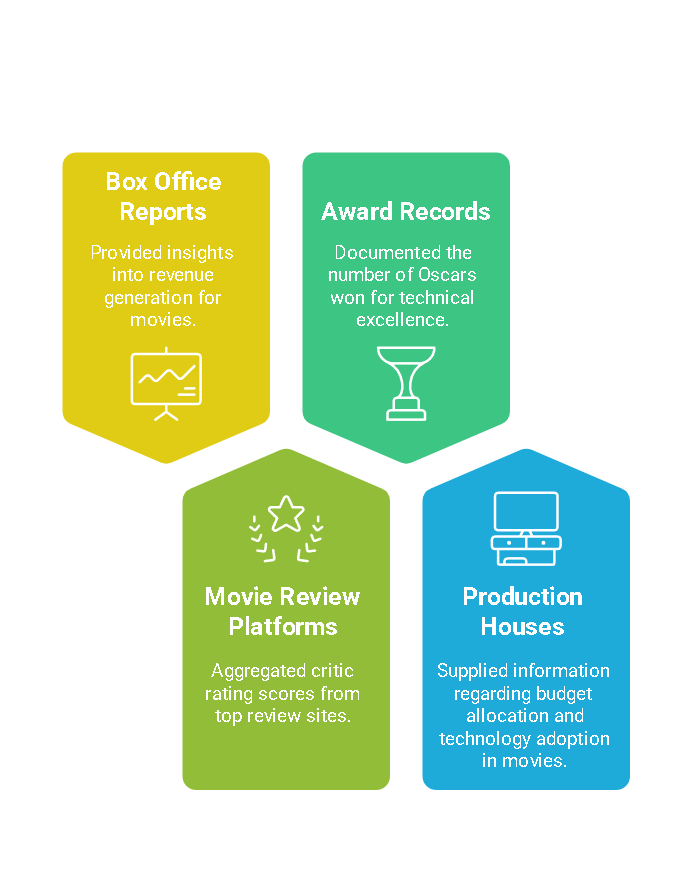 Box Office
Reports
Provided insights
into revenue
generation for
movies.
Award Records
Documented the
number of Oscars
won for technical
excellence.
Movie Review
Platforms
Aggregated critic
rating scores from
top review sites.
Production
Houses
Supplied information
regarding budget
allocation and
technology adoption
in movies.